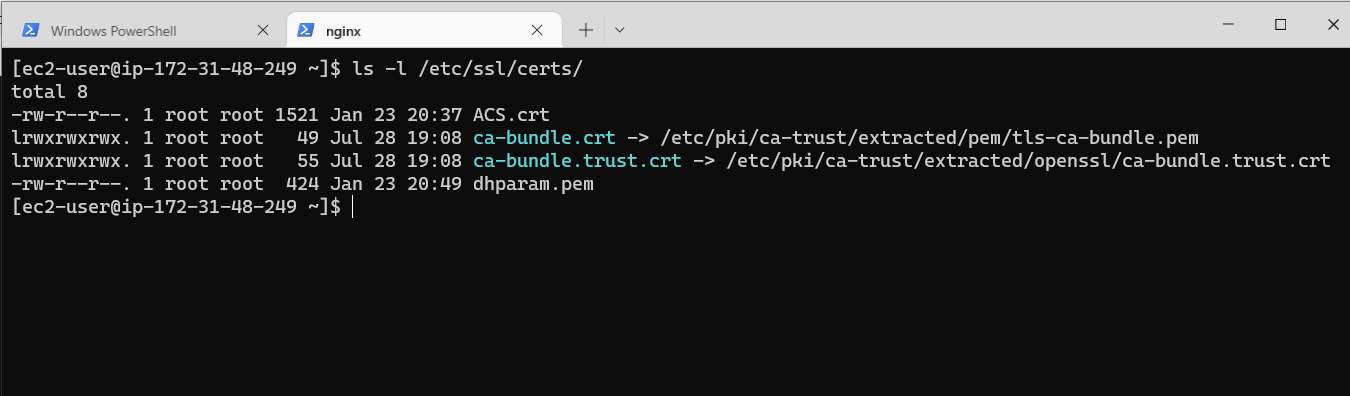 Windows PowerShell
nginx
[ec2-user@ip-172-31-48-249 ~]$ ls -l /etc/ssl/certs/
total 8
-rw-r--r--. 1 root root 1521 Jan 23 20:37 ACS.crt
lrwxrwxrwx. 1 root root   49 Jul 28 19:08 ca-bundle.crt -> /etc/pki/ca-trust/extracted/pem/tls-ca-bundle.pem
lrwxrwxrwx. 1 root root   55 Jul 28 19:08 ca-bundle.trust.crt -> /etc/pki/ca-trust/extracted/openssl/ca-bundle.trust.crt
-rw-r--r--. 1 root root  424 Jan 23 20:49 dhparam.pem
[ec2-user@ip-172-31-48-249 ~]$